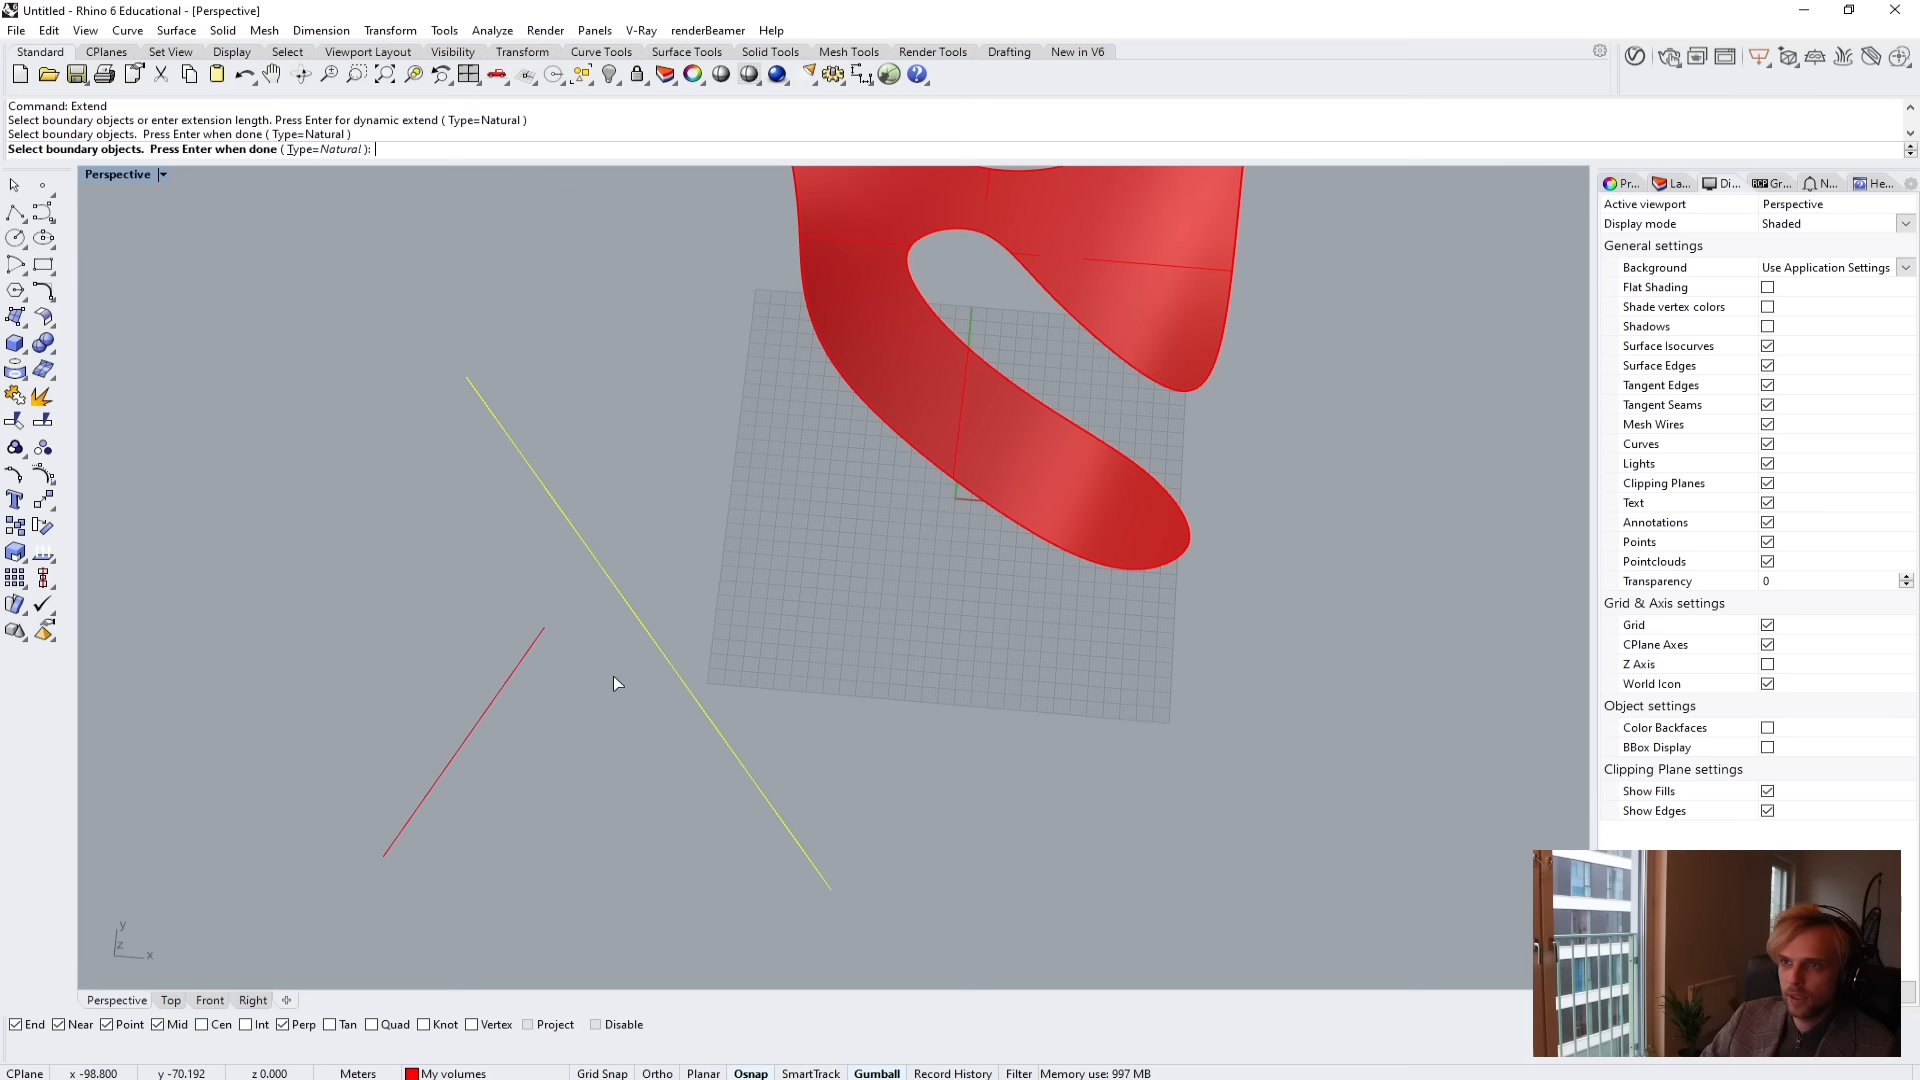 Untitled - Rhino 6 Educational - [Perspective]
File Edit View Curve Surface Solid Mesh Dimension Transform Tools Analyze Render Panels V-Ray renderBeamer Help
Standard CPlanes Set View Display Select Viewport Layout Visibility Transform Curve Tools Surface Tools Solid Tools Mesh Tools Render Tools Drafting New in V6
Command: Extend
Select boundary objects or enter extension length. Press Enter for dynamic extend ( Type=Natural )
Select boundary objects.  Press Enter when done ( Type=Natural )
Select boundary objects.  Press Enter when done ( Type=Natural ):
Perspective
Pr... La... Di... Gr... N... He...
Active viewport Perspective
Display mode Shaded
General settings
Background Use Application Settings
Flat Shading
Shade vertex colors
Shadows
Surface Isocurves
Surface Edges
Tangent Edges
Tangent Seams
Mesh Wires
Curves
Lights
Clipping Planes
Text
Annotations
Points
Pointclouds
Transparency 0
Grid & Axis settings
Grid
CPlane Axes
Z Axis
World Icon
Object settings
Color Backfaces
BBox Display
Clipping Plane settings
Show Fills
Show Edges
y
z
x
Perspective Top Front Right
End Near Point Mid Cen Int Perp Tan Quad Knot Vertex Project Disable
CPlane x -98.800 y -70.192 z 0.000 Meters My volumes Grid Snap Ortho Planar Osnap SmartTrack Gumball Record History Filter Memory use: 997 MB